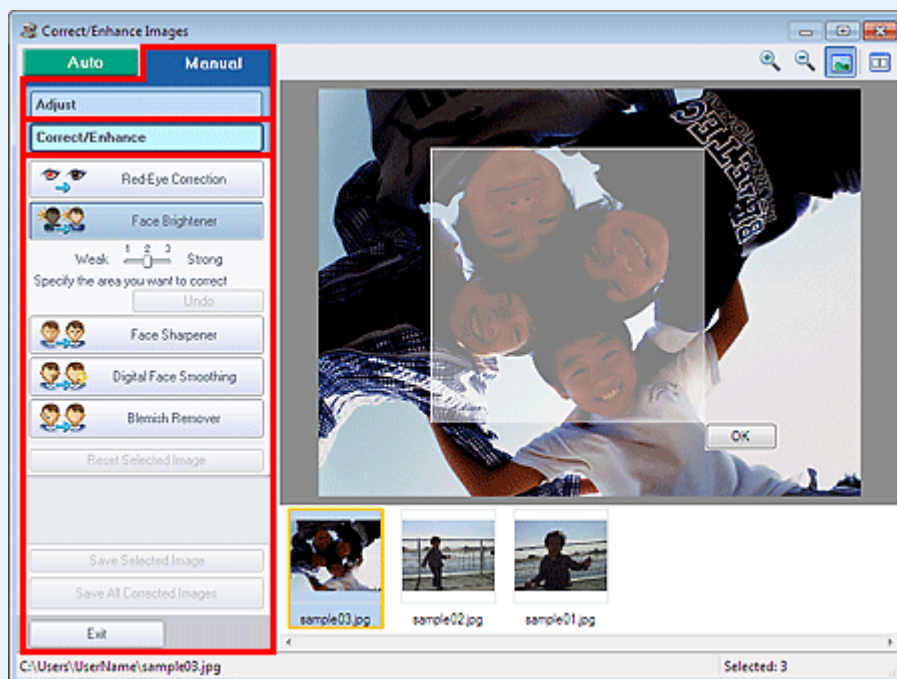 Correct/Enhance Images
Auto
Manual
Adjust
Correct/Enhance
Red-Eye Correction
Face Brightener
1 2 3
Weak Strong
Specify the area you want to correct
Undo
Face Sharpener
Digital Face Smoothing
Blemish Remover
Reset Selected Image
Save Selected Image
Save All Corrected Images
Exit
OK
sample03.jpg
sample02.jpg
sample01.jpg
C:\Users\UserName\sample03.jpg
Selected: 3